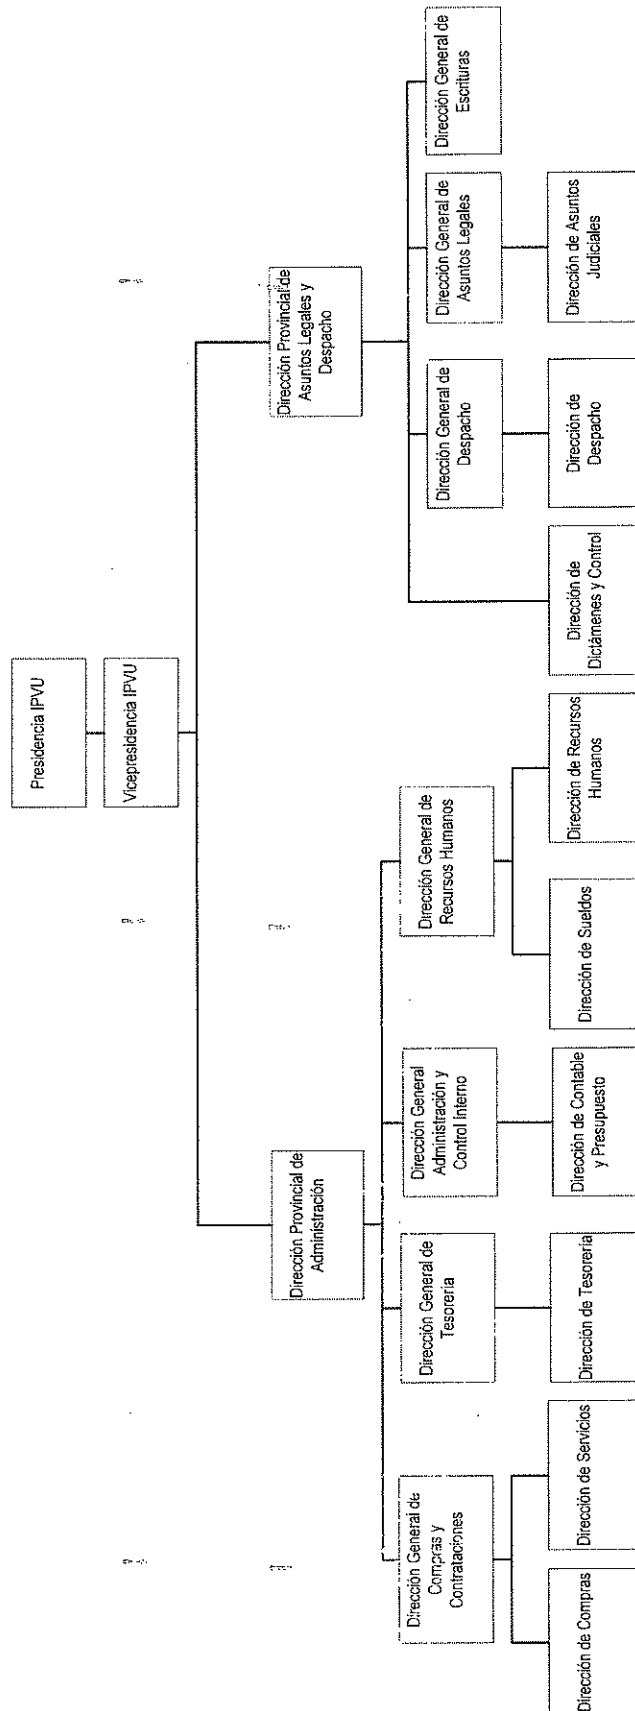 Presidencia IPVU
Vicepresidencia IPVU
Dirección Provincial de
Administración
Dirección Provincial de
Asuntos Legales y
Despacho
Dirección General de
Compras y
Contrataciones
Dirección General de
Tesorería
Dirección General
Administración y
Control Interno
Dirección General de
Recursos Humanos
Dirección General de
Despacho
Dirección General de
Asuntos Legales
Dirección General de
Escrituras
Dirección de Compras
Dirección de Servicios
Dirección de Tesorería
Dirección de Contable
y Presupuesto
Dirección de Sueldos
Dirección de Recursos
Humanos
Dirección de
Dictámenes y Control
Dirección de
Despacho
Dirección de Asuntos
Judiciales